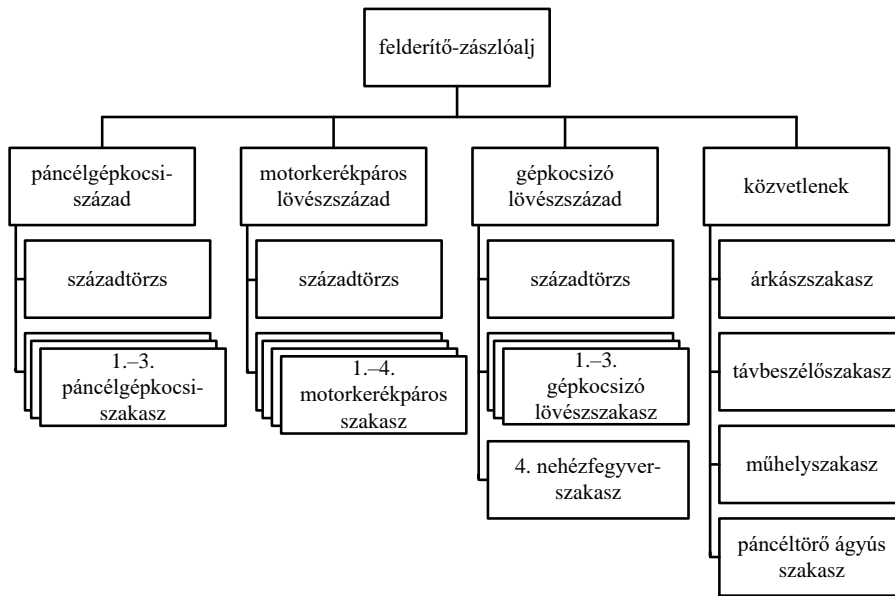 felderítő-zászlóalj
páncélgépkocsi-
század
századtörzs
1.–3.
páncélgépkocsi-
szakasz
motorkerékpáros
lövészszázad
századtörzs
1.–4.
motorkerékpáros
szakasz
gépkocsizó
lövészszázad
századtörzs
1.–3.
gépkocsizó
lövészszakasz
4. nehézfegyver-
szakasz
közvetlenek
árkászszakasz
távbeszélőszakasz
műhelyszakasz
páncéltörő ágyús
szakasz